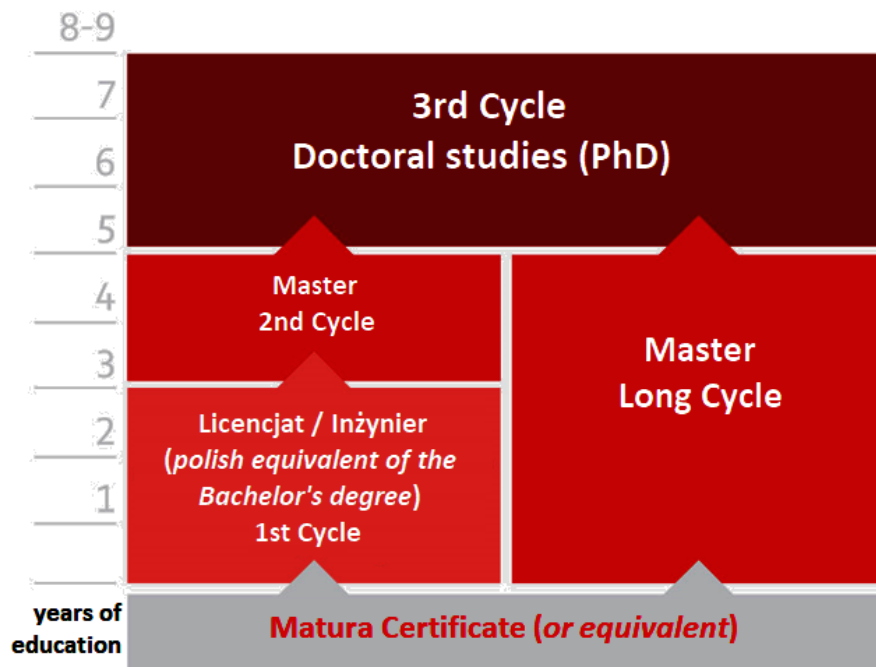 8-9
7
3rd Cycle
Doctoral studies (PhD)
6
5
4
Master
2nd Cycle
3
Master
Long Cycle
2
Licencjat / Inżynier
(polish equivalent of the
Bachelor's degree)
1st Cycle
1
years of
education
Matura Certificate (or equivalent)